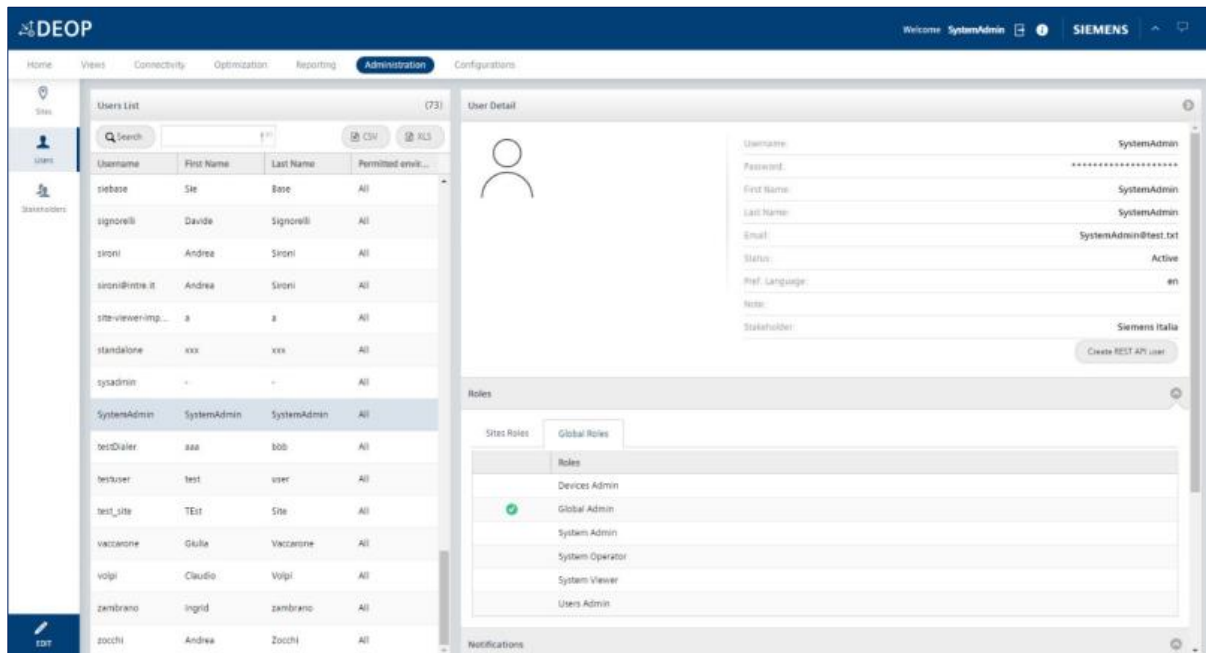 DEOP
Welcome SystemAdmin
SIEMENS
Home Views Connectivity Optimization Reporting Administration Configurations
Sites
Users
Stakeholders
EDIT
Users List (73)
Search CSV XLS
Username First Name Last Name Permitted envir...
siebase Sie Base All
signorelli Davide Signorelli All
sironi Andrea Sironi All
sironi@intre.it Andrea Sironi All
site-viewer-imp... a a All
standalone xxx xxx All
sysadmin - - All
SystemAdmin SystemAdmin SystemAdmin All
testDialer aaa bbb All
testuser test user All
test_site TEst Site All
vaccarone Giulia Vaccarone All
volpi Claudio Volpi All
zambrano Ingrid zambrano All
zocchi Andrea Zocchi All
User Detail
Username: SystemAdmin
Password: ********************
First Name: SystemAdmin
Last Name: SystemAdmin
Email: SystemAdmin@test.txt
Status: Active
Pref. Language: en
Note:
Stakeholder: Siemens Italia
Create REST API user
Roles
Sites Roles Global Roles
Roles
Devices Admin
Global Admin
System Admin
System Operator
System Viewer
Users Admin
Notifications